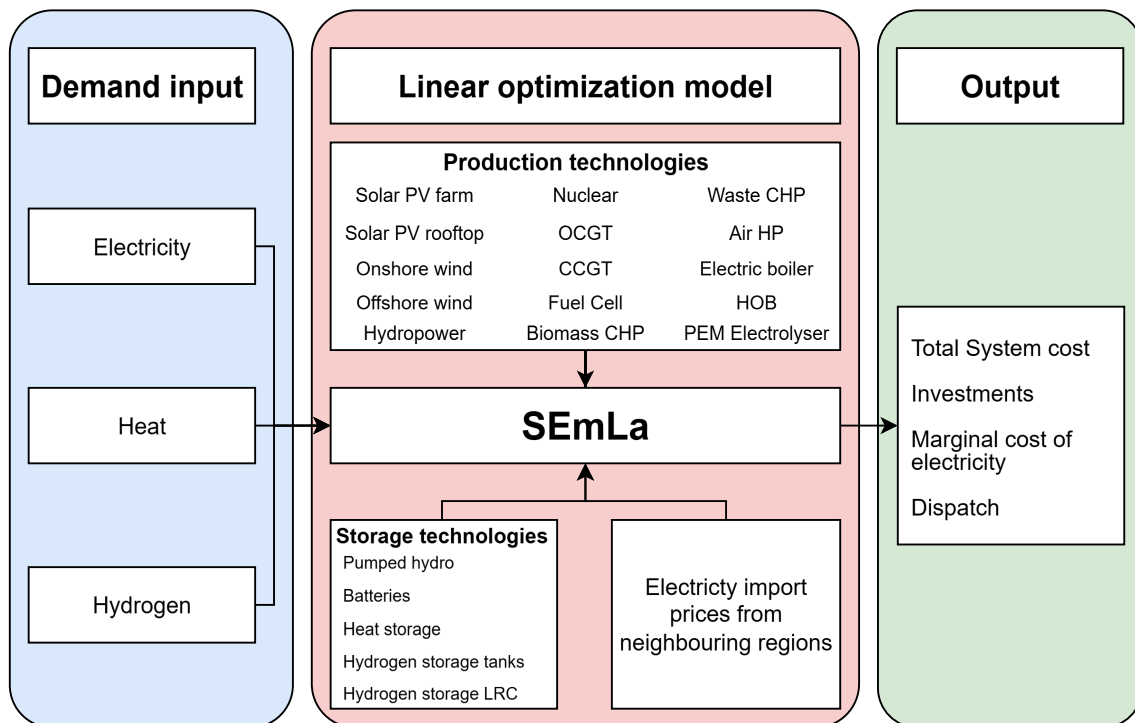 Demand input
Electricity
Heat
Hydrogen
Linear optimization model
Production technologies
Solar PV farm
Nuclear
Waste CHP
Solar PV rooftop
OCGT
Air HP
Onshore wind
CCGT
Electric boiler
Offshore wind
Fuel Cell
HOB
Hydropower
Biomass CHP
PEM Electrolyser
SEmLa
Storage technologies
Pumped hydro
Batteries
Heat storage
Hydrogen storage tanks
Hydrogen storage LRC
Electricty import
prices from
neighbouring regions
Output
Total System cost
Investments
Marginal cost of
electricity
Dispatch